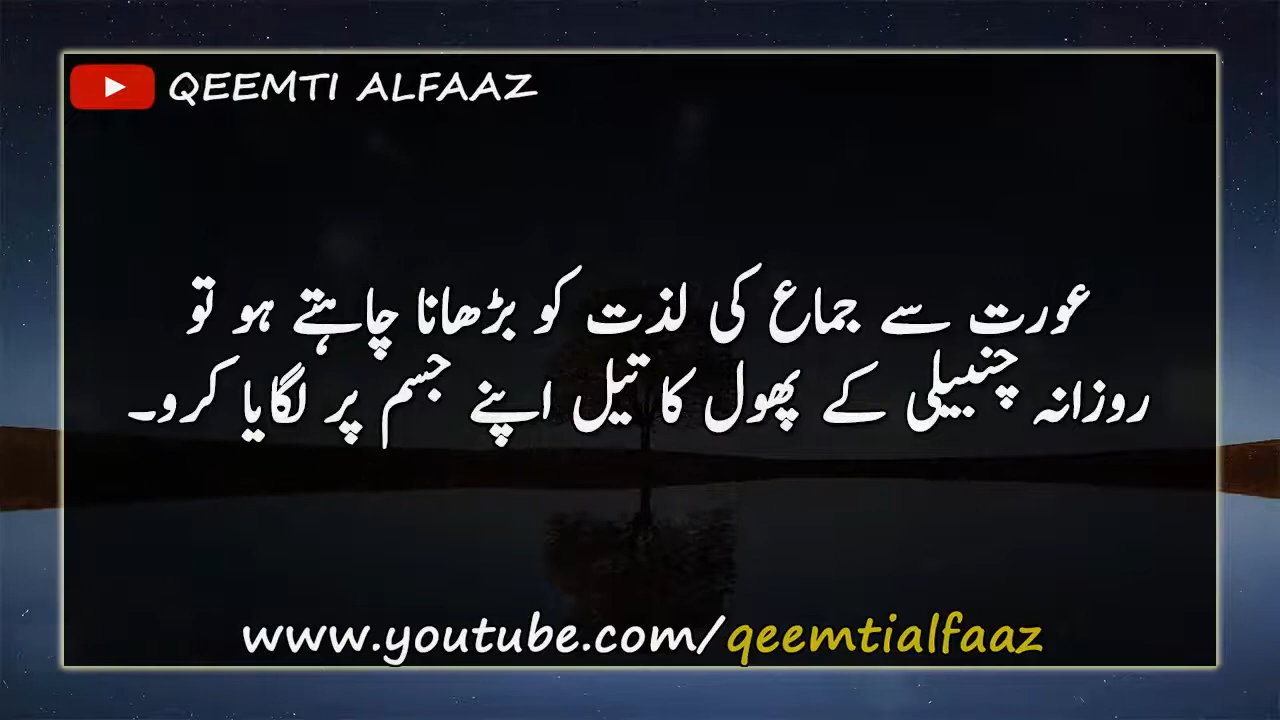 QEEMTI ALFAAZ
عورت سے جماع کی لذت کو بڑھانا چاہتے ہو تو
روزانہ چنبیلی کے پھول کا تیل اپنے جسم پر لگایا کرو۔
www.youtube.com/qeemtialfaaz